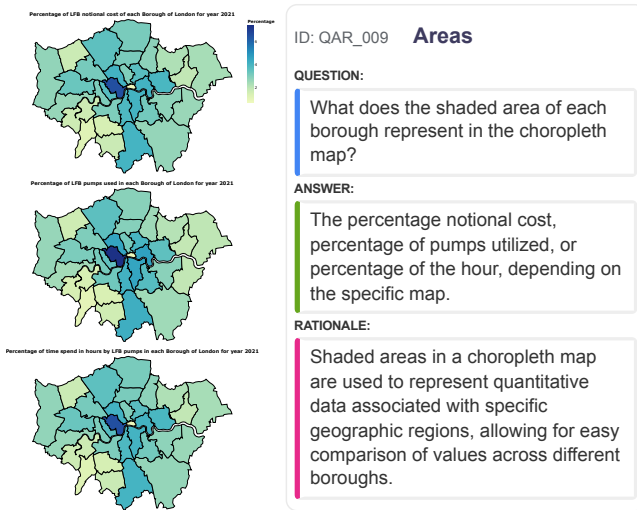 Percentage of LFB notional cost of each Borough of London for year 2021
Percentage
6
4
2
Percentage of LFB pumps used in each Borough of London for year 2021
Percentage of time spend in hours by LFB pumps in each Borough of London for year 2021
ID: QAR_009 Areas
QUESTION:
What does the shaded area of each
borough represent in the choropleth
map?
ANSWER:
The percentage notional cost,
percentage of pumps utilized, or
percentage of the hour, depending on
the specific map.
RATIONALE:
Shaded areas in a choropleth map
are used to represent quantitative
data associated with specific
geographic regions, allowing for easy
comparison of values across different
boroughs.